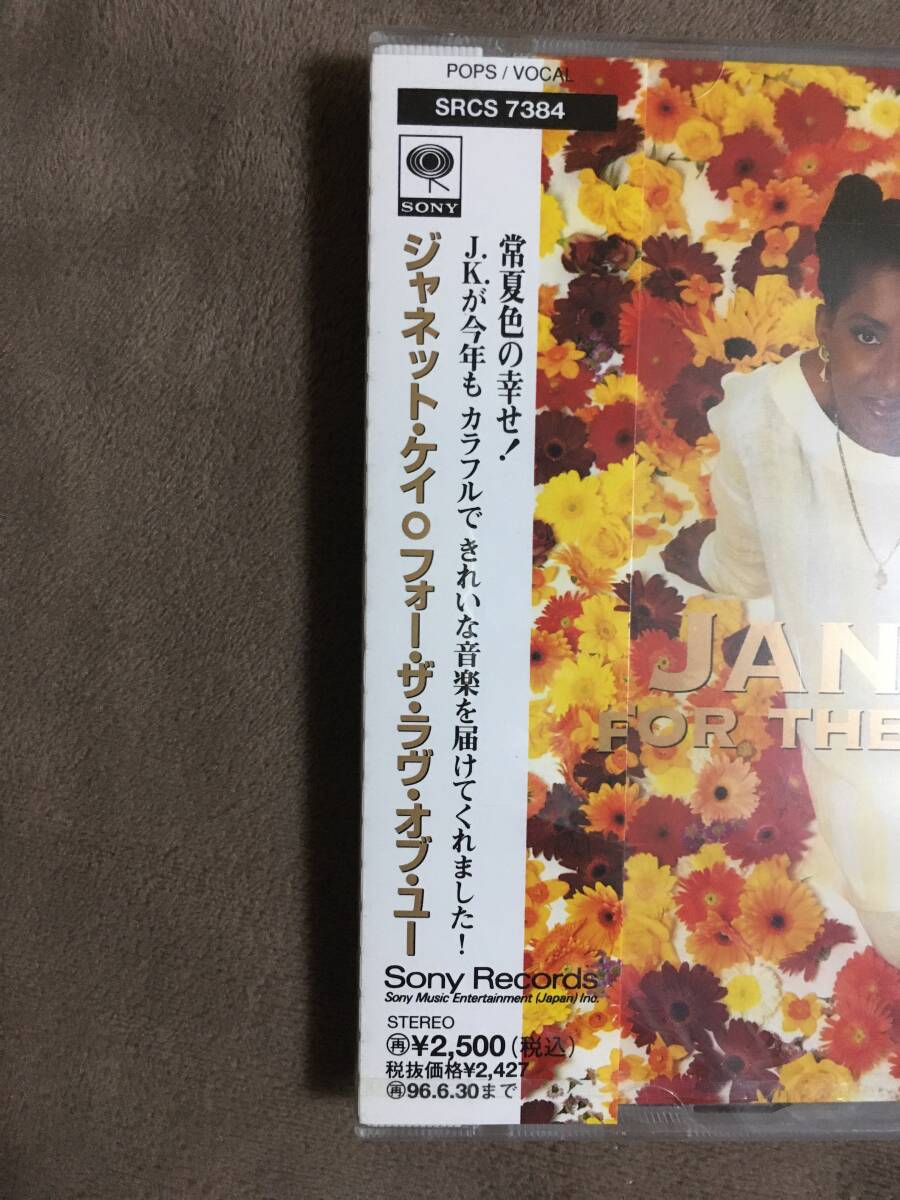 POPS / VOCAL
SRCS 7384
SONY
常夏色の幸せ!
J.K.が今年も カラフルで きれいな音楽を届けてくれました!
ジャネット・ケイ○フォー・ザ・ラヴ・オブ・ユー
JAN
FOR THE
Sony Records
Sony Music Entertainment (Japan) Inc.
STEREO
㊢¥2,500(税込)
税抜価格¥2,427
㊢96.6.30まで